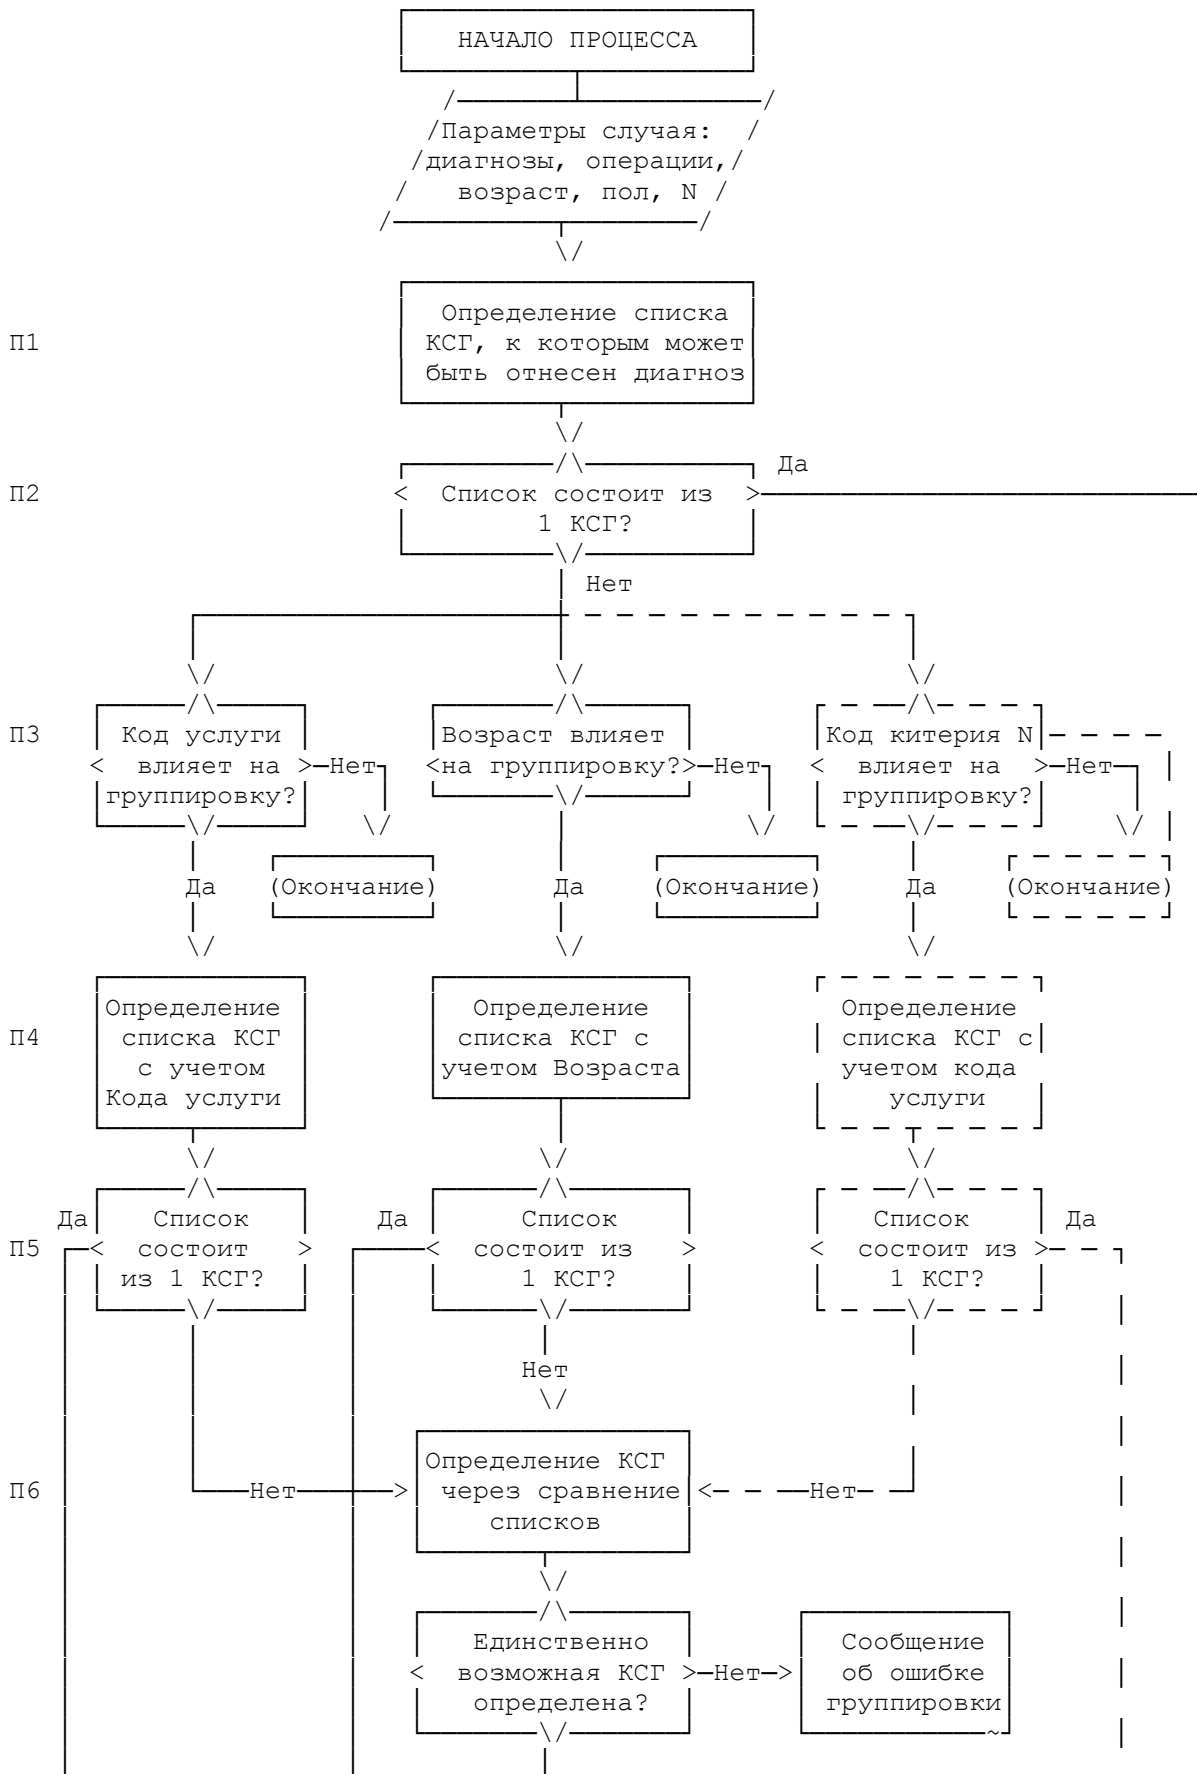 НАЧАЛО ПРОЦЕССА
Параметры случая:
диагнозы, операции,
возраст, пол, N
Определение списка
П1 КСГ, к которым может
быть отнесен диагноз
Да
П2 Список состоит из
1 КСГ?
Нет
П3 Код услуги Возраст влияет Код китерия N
влияет на Нет на группировку? Нет влияет на Нет
группировку? группировку?
Да (Окончание) Да (Окончание) Да (Окончание)
Определение Определение Определение
П4 списка КСГ списка КСГ с списка КСГ с
с учетом учетом Возраста учетом кода
Кода услуги услуги
Да Список Да Список Список Да
П5 состоит состоит из состоит из
из 1 КСГ? 1 КСГ? 1 КСГ?
Нет
Определение КСГ
П6 Нет через сравнение Нет
списков
Единственно Сообщение
возможная КСГ Нет об ошибке
определена? группировки